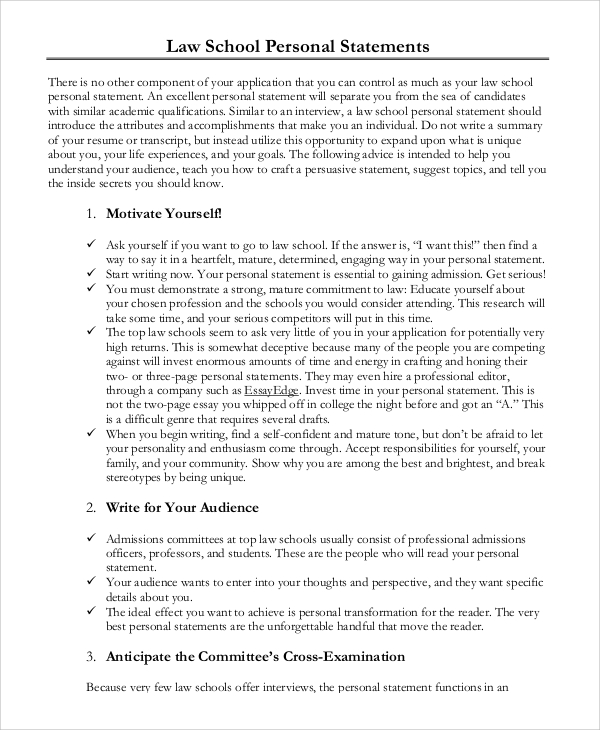 Law School Personal Statements
There is no other component of your application that you can control as much as your law school
personal statement. An excellent personal statement will separate you from the sea of candidates
with similar academic qualifications. Similar to an interview, a law school personal statement should
introduce the attributes and accomplishments that make you an individual. Do not write a summary
of your resume or transcript, but instead utilize this opportunity to expand upon what is unique
about you, your life experiences, and your goals. The following advice is intended to help you
understand your audience, teach you how to craft a persuasive statement, suggest topics, and tell you
the inside secrets you should know.
1. Motivate Yourself!
✓ Ask yourself if you want to go to law school. If the answer is, “I want this!” then find a
way to say it in a heartfelt, mature, determined, engaging way in your personal statement.
✓ Start writing now. Your personal statement is essential to gaining admission. Get serious!
✓ You must demonstrate a strong, mature commitment to law: Educate yourself about
your chosen profession and the schools you would consider attending. This research will
take some time, and your serious competitors will put in this time.
✓ The top law schools seem to ask very little of you in your application for potentially very
high returns. This is somewhat deceptive because many of the people you are competing
against will invest enormous amounts of time and energy in crafting and honing their
two- or three-page personal statements. They may even hire a professional editor,
through a company such as EssayEdge. Invest time in your personal statement. This is
not the two-page essay you whipped off in college the night before and got an “A.” This
is a difficult genre that requires several drafts.
✓ When you begin writing, find a self-confident and mature tone, but don’t be afraid to let
your personality and enthusiasm come through. Accept responsibilities for yourself, your
family, and your community. Show why you are among the best and brightest, and break
stereotypes by being unique.
2. Write for Your Audience
✓ Admissions committees at top law schools usually consist of professional admissions
officers, professors, and students. These are the people who will read your personal
statement.
✓ Your audience wants to enter into your thoughts and perspective, and they want specific
details about you.
✓ The ideal effect you want to achieve is personal transformation for the reader. The very
best personal statements are the unforgettable handful that move the reader.
3. Anticipate the Committee’s Cross-Examination
Because very few law schools offer interviews, the personal statement functions in an